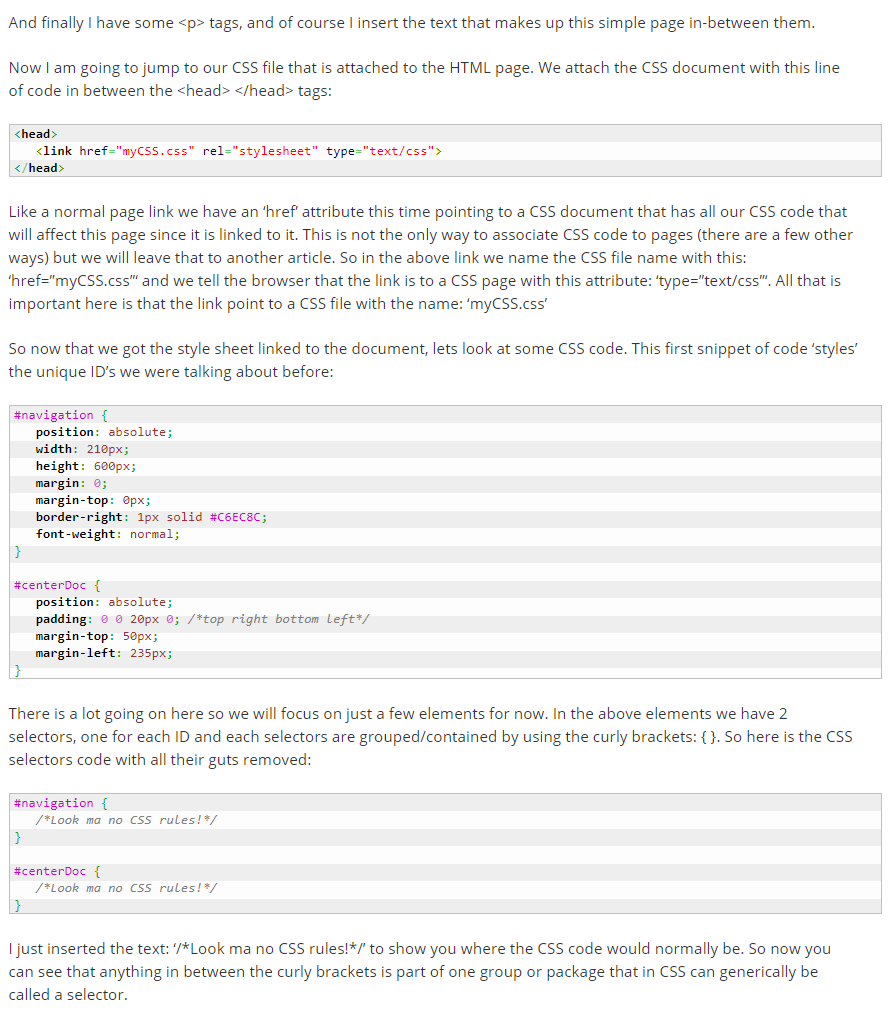 And finally I have some <p> tags, and of course I insert the text that makes up this simple page in-between them.
Now I am going to jump to our CSS file that is attached to the HTML page. We attach the CSS document with this line
of code in between the <head> </head> tags:
<head>
<link href="myCSS.css" rel="stylesheet" type="text/css">
</head>
Like a normal page link we have an ‘href’ attribute this time pointing to a CSS document that has all our CSS code that
will affect this page since it is linked to it. This is not the only way to associate CSS code to pages (there are a few other
ways) but we will leave that to another article. So in the above link we name the CSS file name with this:
‘href=”myCSS.css”‘ and we tell the browser that the link is to a CSS page with this attribute: ‘type=”text/css”‘. All that is
important here is that the link point to a CSS file with the name: ‘myCSS.css’
So now that we got the style sheet linked to the document, lets look at some CSS code. This first snippet of code ‘styles’
the unique ID’s we were talking about before:
#navigation {
position: absolute;
width: 210px;
height: 600px;
margin: 0;
margin-top: 0px;
border-right: 1px solid #C6EC8C;
font-weight: normal;
}
#centerDoc {
position: absolute;
padding: 0 0 20px 0; /*top right bottom left*/
margin-top: 50px;
margin-left: 235px;
}
There is a lot going on here so we will focus on just a few elements for now. In the above elements we have 2
selectors, one for each ID and each selectors are grouped/contained by using the curly brackets: { }. So here is the CSS
selectors code with all their guts removed:
#navigation {
/*Look ma no CSS rules!*/
}
#centerDoc {
/*Look ma no CSS rules!*/
}
I just inserted the text: ‘/*Look ma no CSS rules!*/’ to show you where the CSS code would normally be. So now you
can see that anything in between the curly brackets is part of one group or package that in CSS can generically be
called a selector.